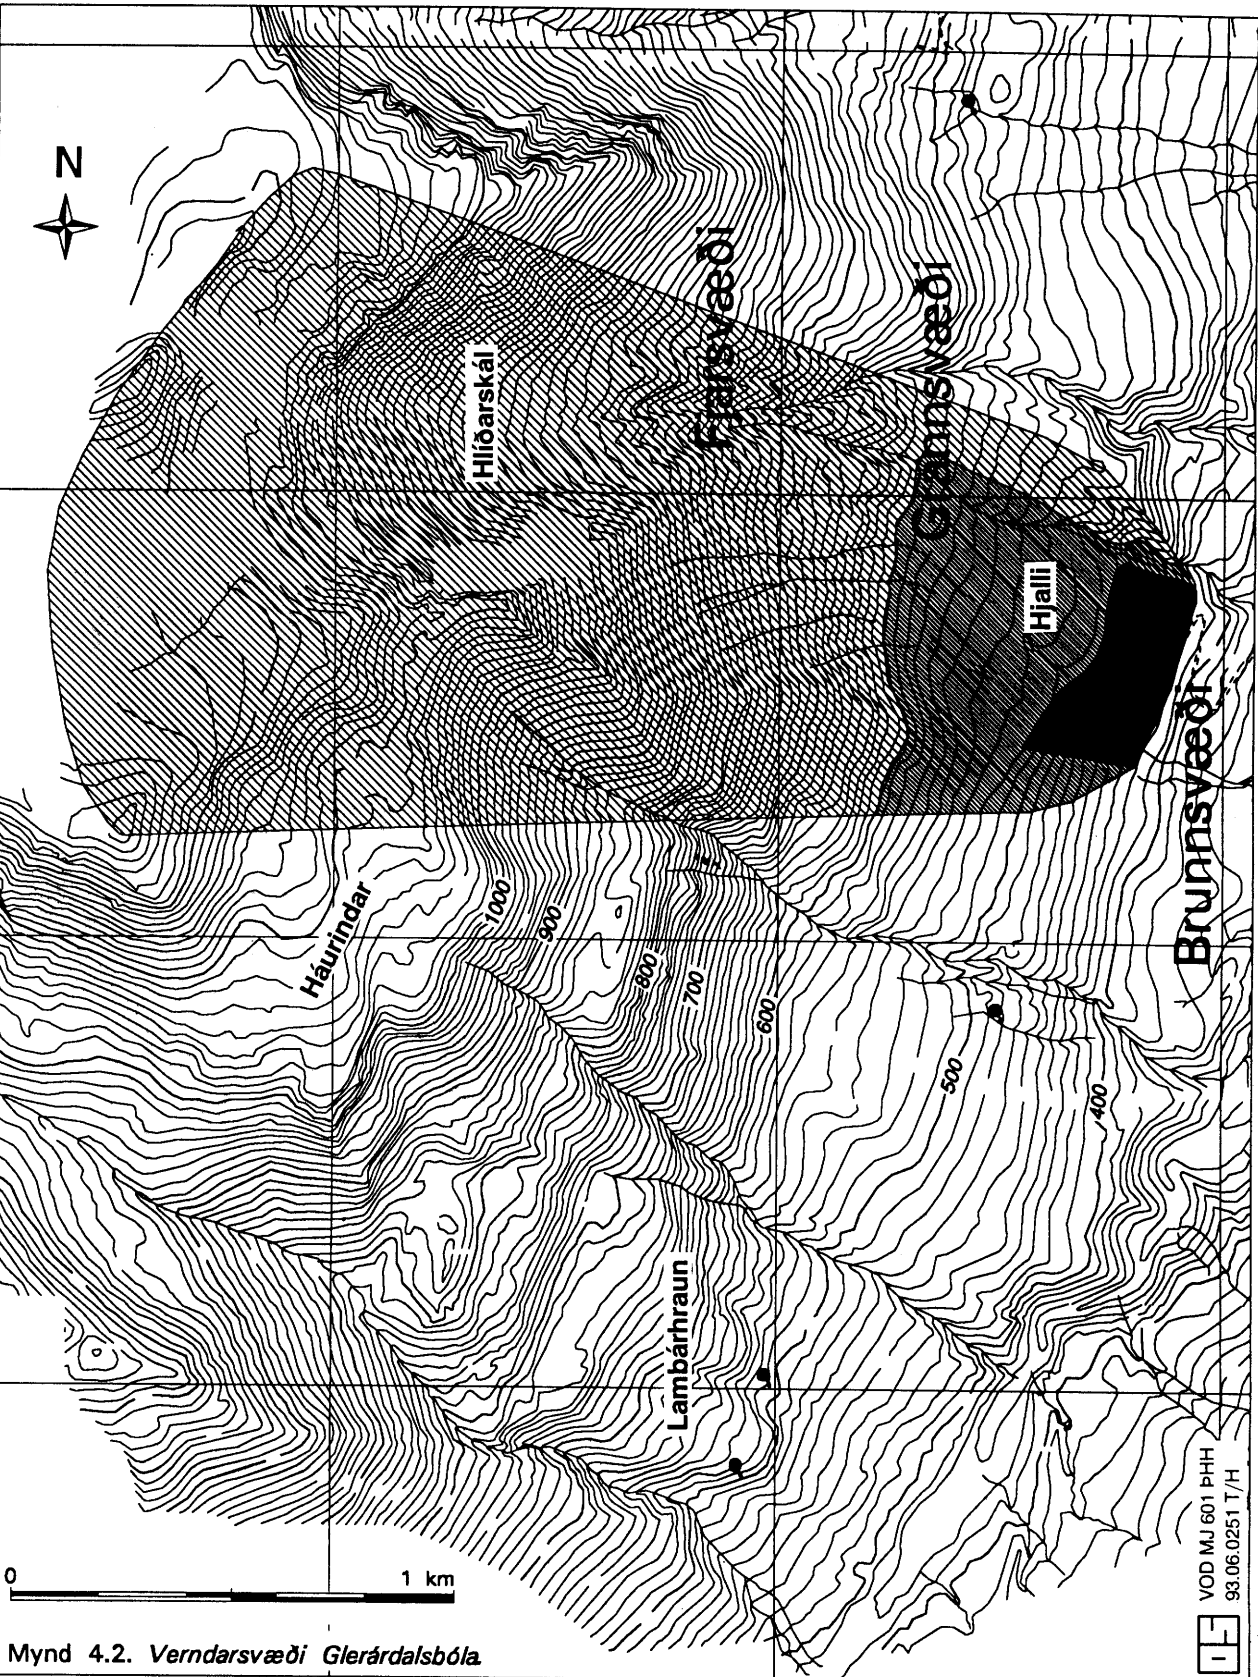 N
Fjarsvæði
Grannsvæði
Hlíðarskál
Hjalli
Brunnsvæði
Háurindar
1000
900
800
700
600
500
400
Lambárhraun
0 1 km
VOD MJ 601 ÞHH
93.06.0251 T/H
Mynd 4.2. Verndarsvæði Glerárdalsbóla.